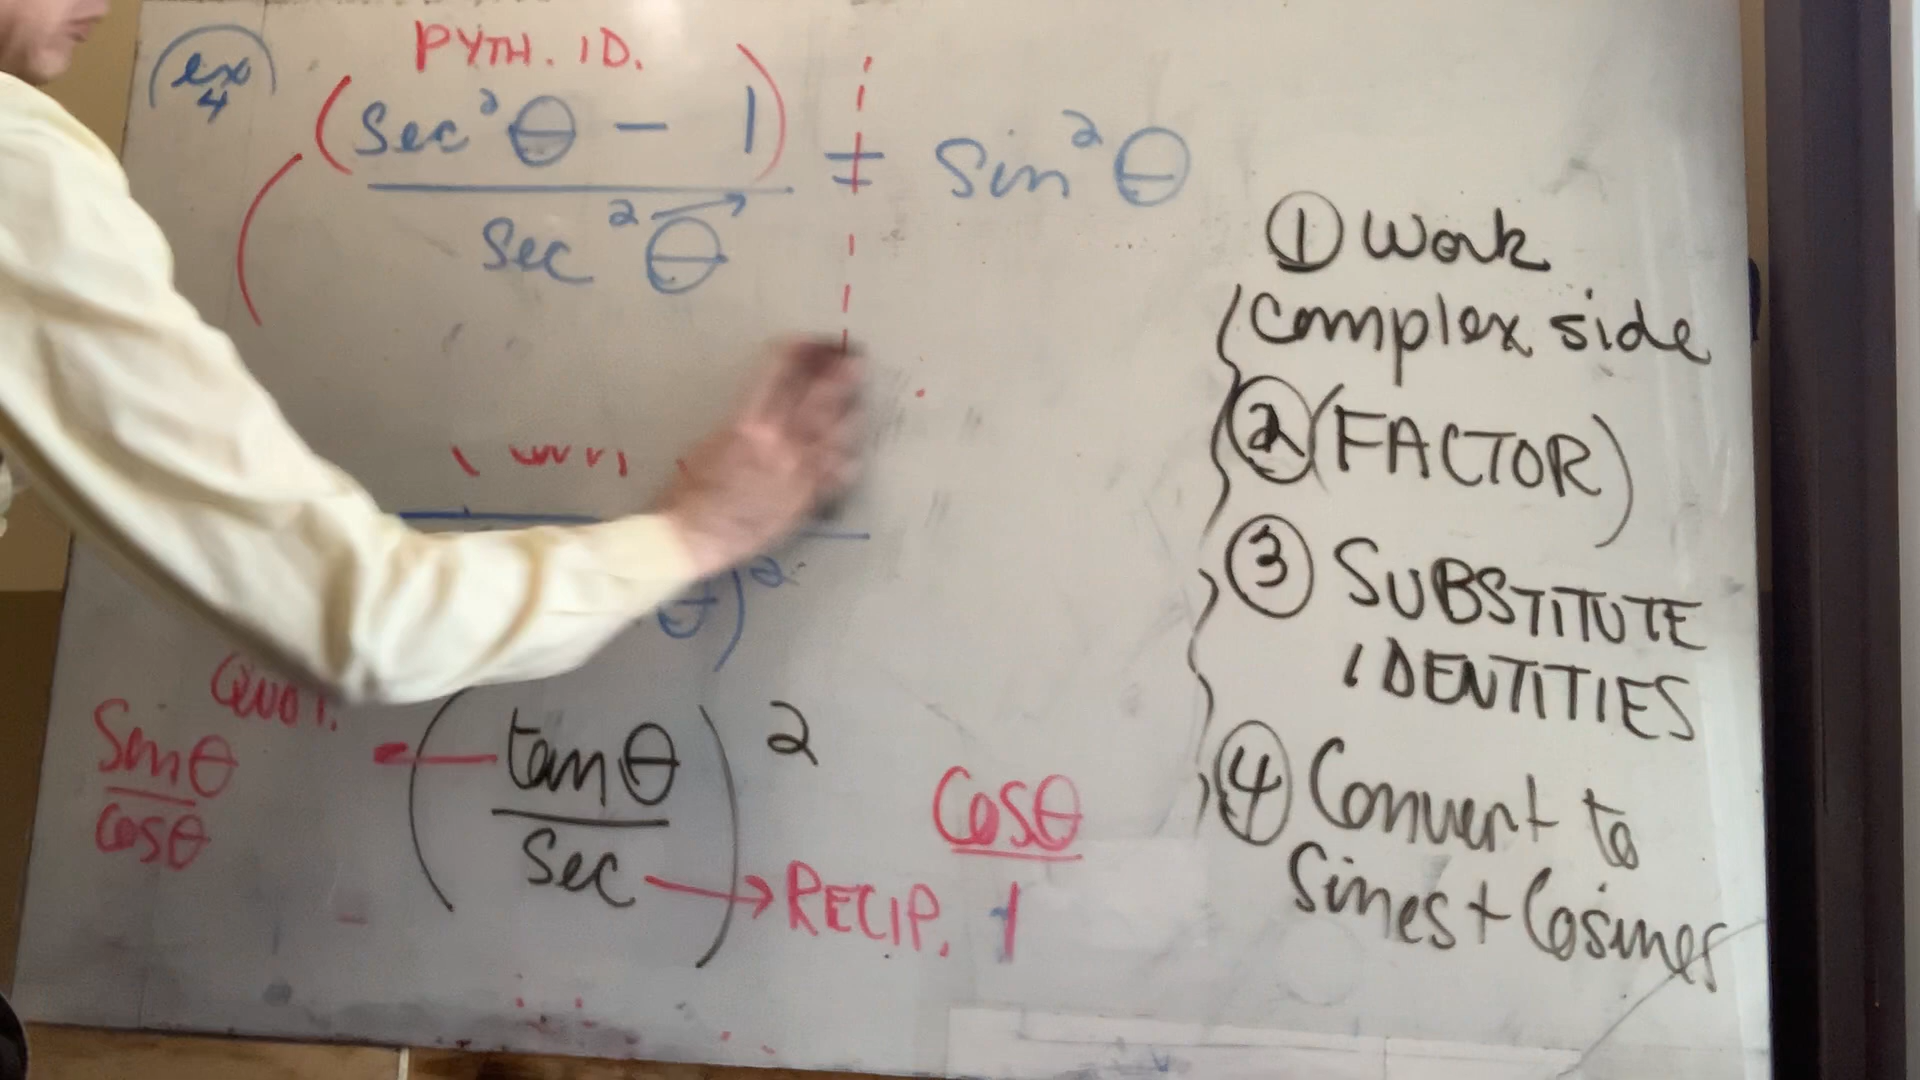 ex 4
PYTH. ID.
(sec²θ - 1)
sec²θ
= sin²θ
θ)²
QUOT.
Sinθ
cosθ
(tanθ
sec
)²
RECIP.
Cosθ
1
① Work
complex side
② (FACTOR)
③ SUBSTITUTE
IDENTITIES
④ Convert to
Sines + Cosines